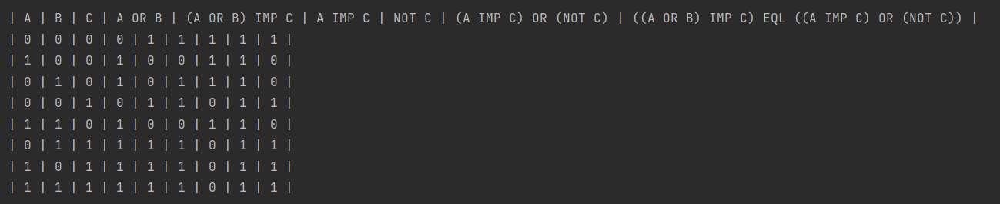 | A | B | C | A OR B | (A OR B) IMP C | A IMP C | NOT C | (A IMP C) OR (NOT C) | ((A OR B) IMP C) EQL ((A IMP C) OR (NOT C)) |
| 0 | 0 | 0 | 0 | 1 | 1 | 1 | 1 | 1 |
| 1 | 0 | 0 | 1 | 0 | 0 | 1 | 1 | 0 |
| 0 | 1 | 0 | 1 | 0 | 1 | 1 | 1 | 0 |
| 0 | 0 | 1 | 0 | 1 | 1 | 0 | 1 | 1 |
| 1 | 1 | 0 | 1 | 0 | 0 | 1 | 1 | 0 |
| 0 | 1 | 1 | 1 | 1 | 1 | 0 | 1 | 1 |
| 1 | 0 | 1 | 1 | 1 | 1 | 0 | 1 | 1 |
| 1 | 1 | 1 | 1 | 1 | 1 | 0 | 1 | 1 |